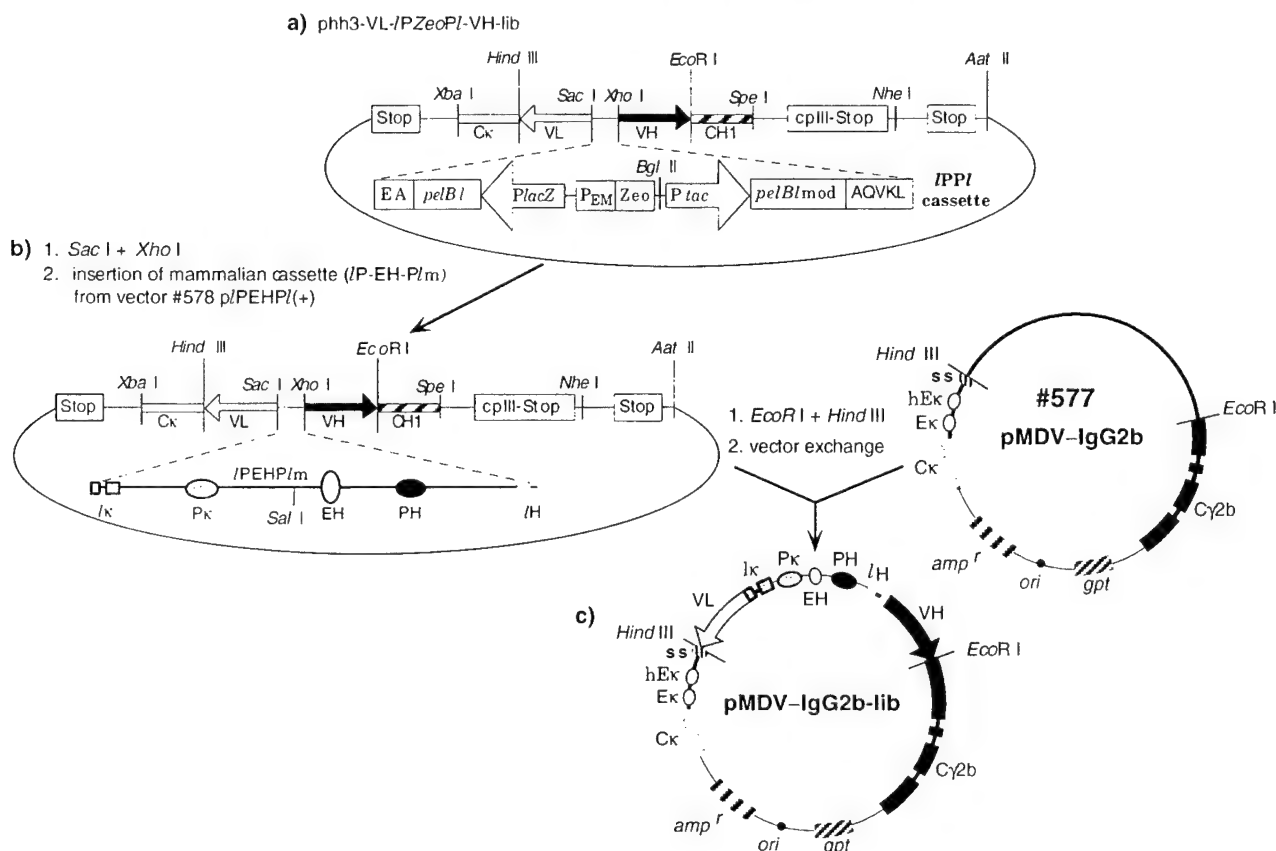 a) phh3-VL-lPZeoPl-VH-lib
Hind III
EcoR I
Aat II
Xba I
Sac I
Xho I
Spe I
Nhe I
Stop
Cκ
VL
VH
CH1
cpIII-Stop
Stop
Bgl II
EA
pelBl
PlacZ
PEM
Zeo
P tac
pelBlmod
AQVKL
lPPl
cassette
b) 1. Sac I + Xho I
2. insertion of mammalian cassette (lP-EH-Plm)
from vector #578 plPEHPl(+)
Hind III
EcoR I
Aat II
Xba I
Sac I
Xho I
Spe I
Nhe I
Stop
Cκ
VL
VH
CH1
cpIII-Stop
Stop
lPEHPlm
lκ
Pκ
Sal I
EH
PH
lH
1. EcoR I + Hind III
2. vector exchange
Hind III
ss
hEκ
Eκ
Cκ
#577
pMDV–IgG2b
EcoR I
Cγ2b
amp r
ori
gpt
c)
lκ
Pκ
EH
PH
lH
VL
VH
Hind III
ss
EcoR I
hEκ
Eκ
pMDV–IgG2b-lib
Cκ
Cγ2b
amp r
ori
gpt